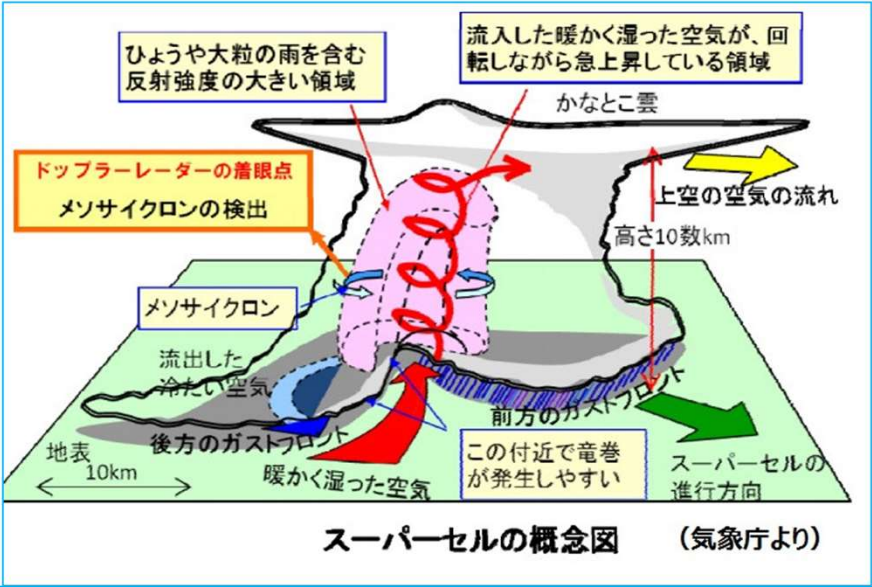 ひょうや大粒の雨を含む
反射強度の大きい領域
流入した暖かく湿った空気が、回
転しながら急上昇している領域
かなとこ雲
ドップラーレーダーの着眼点
メソサイクロンの検出
上空の空気の流れ
高さ10数km
メソサイクロン
流出した
冷たい空気
前方のガストフロント
後方のガストフロント
地表
10km
暖かく湿った空気
この付近で竜巻
が発生しやすい
スーパーセルの
進行方向
スーパーセルの概念図
（気象庁より）